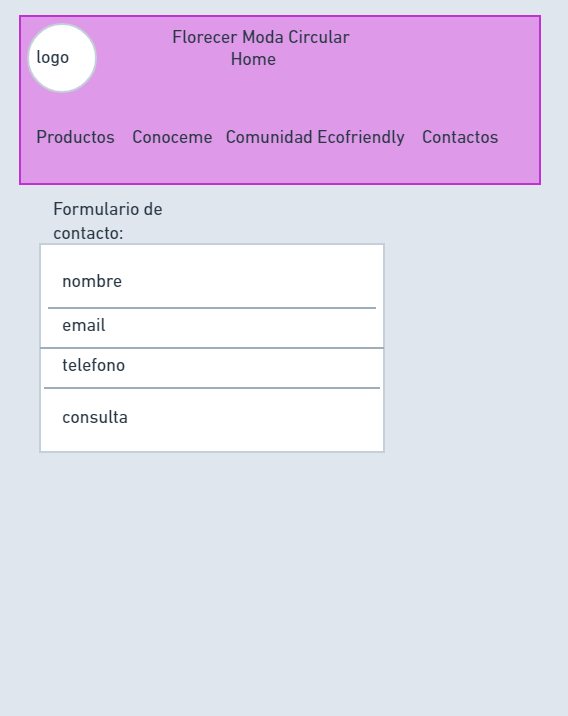 logo
Florecer Moda Circular
Home
Productos Conoceme Comunidad Ecofriendly Contactos
Formulario de
contacto:
nombre
email
telefono
consulta